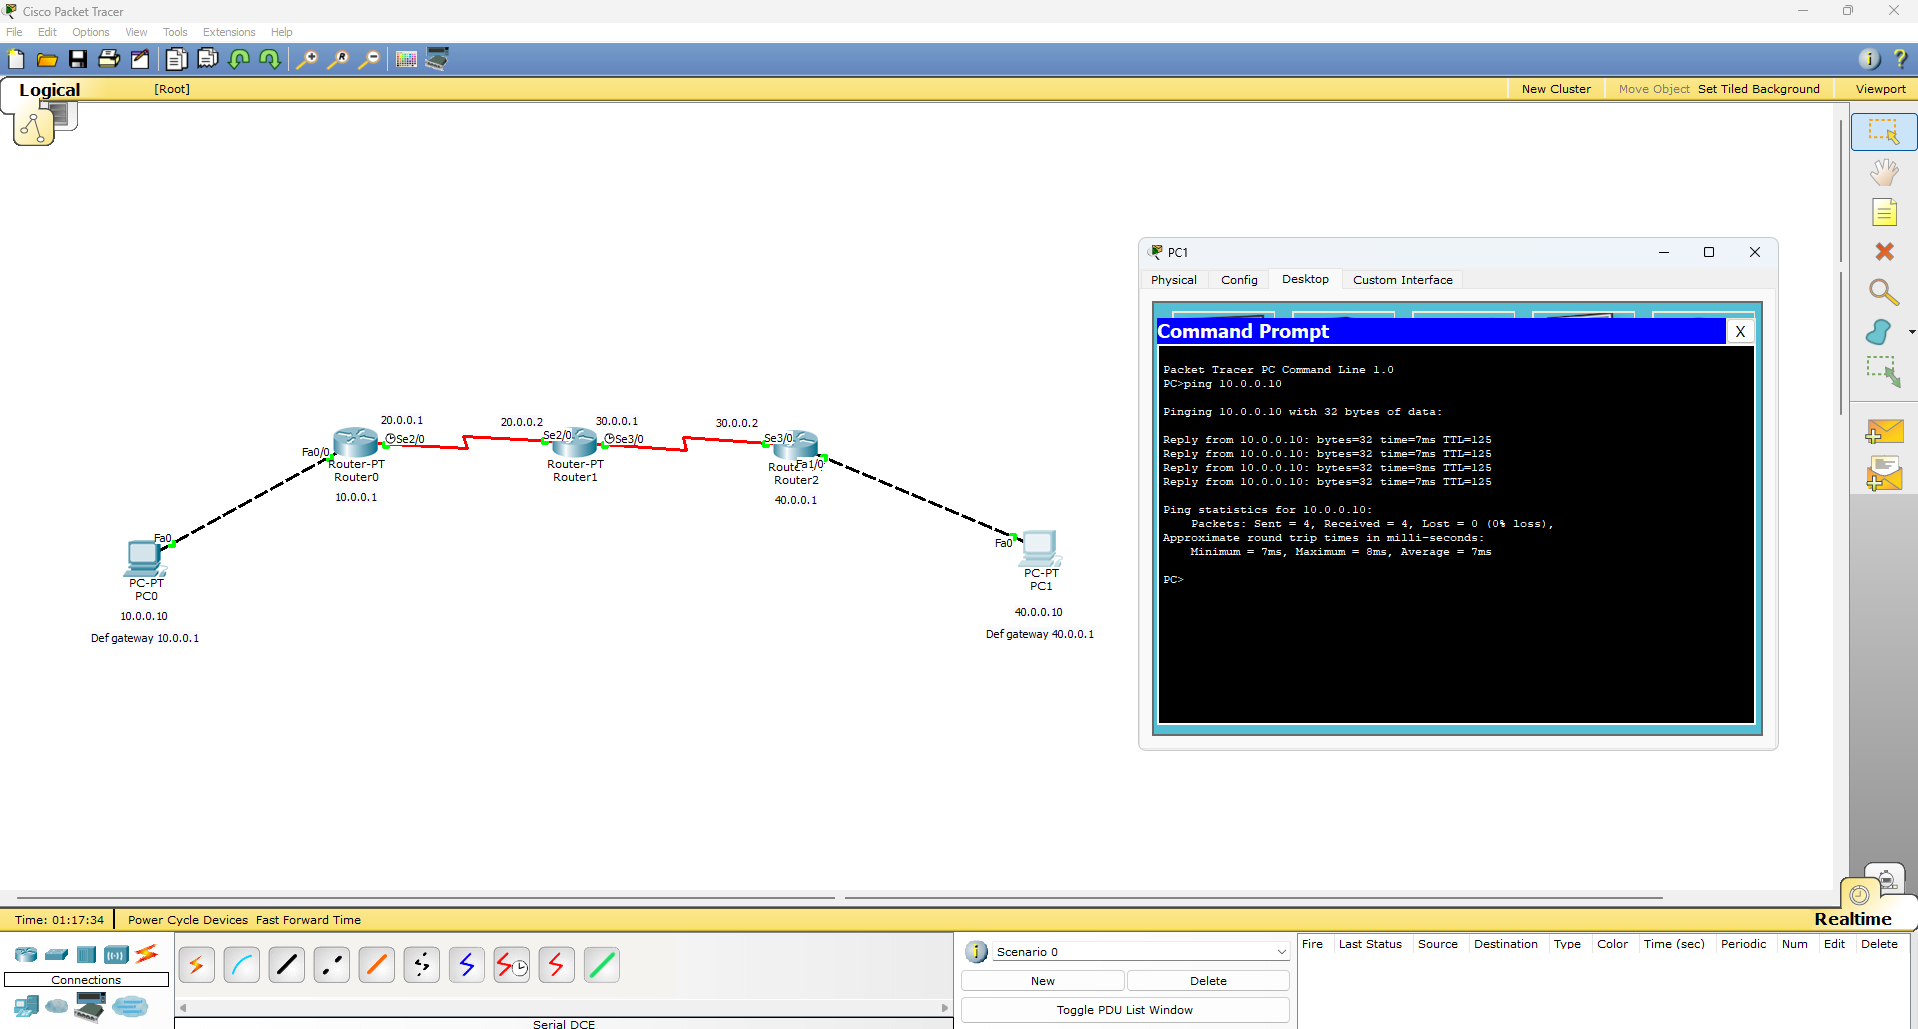 Cisco Packet Tracer
File Edit Options View Tools Extensions Help
Logical [Root] New Cluster Move Object Set Tiled Background Viewport
PC1
Physical Config Desktop Custom Interface
Command Prompt X
Packet Tracer PC Command Line 1.0
PC>ping 10.0.0.10
Pinging 10.0.0.10 with 32 bytes of data:
Reply from 10.0.0.10: bytes=32 time=7ms TTL=125
Reply from 10.0.0.10: bytes=32 time=7ms TTL=125
Reply from 10.0.0.10: bytes=32 time=8ms TTL=125
Reply from 10.0.0.10: bytes=32 time=7ms TTL=125
Ping statistics for 10.0.0.10:
Packets: Sent = 4, Received = 4, Lost = 0 (0% loss),
Approximate round trip times in milli-seconds:
Minimum = 7ms, Maximum = 8ms, Average = 7ms
PC>
20.0.0.1 20.0.0.2 30.0.0.1 30.0.0.2
Fa0/0 Se2/0 Se2/0 Se3/0 Se3/0 Fa1/0
Router-PT
Router0
10.0.0.1
Router-PT
Router1
Router2
40.0.0.1
Fa0
PC-PT
PC0
10.0.0.10
Def gateway 10.0.0.1
Fa0
PC-PT
PC1
40.0.0.10
Def gateway 40.0.0.1
Time: 01:17:34 Power Cycle Devices Fast Forward Time
Realtime
Connections
Serial DCE
Scenario 0
New Delete
Toggle PDU List Window
Fire Last Status Source Destination Type Color Time (sec) Periodic Num Edit Delete